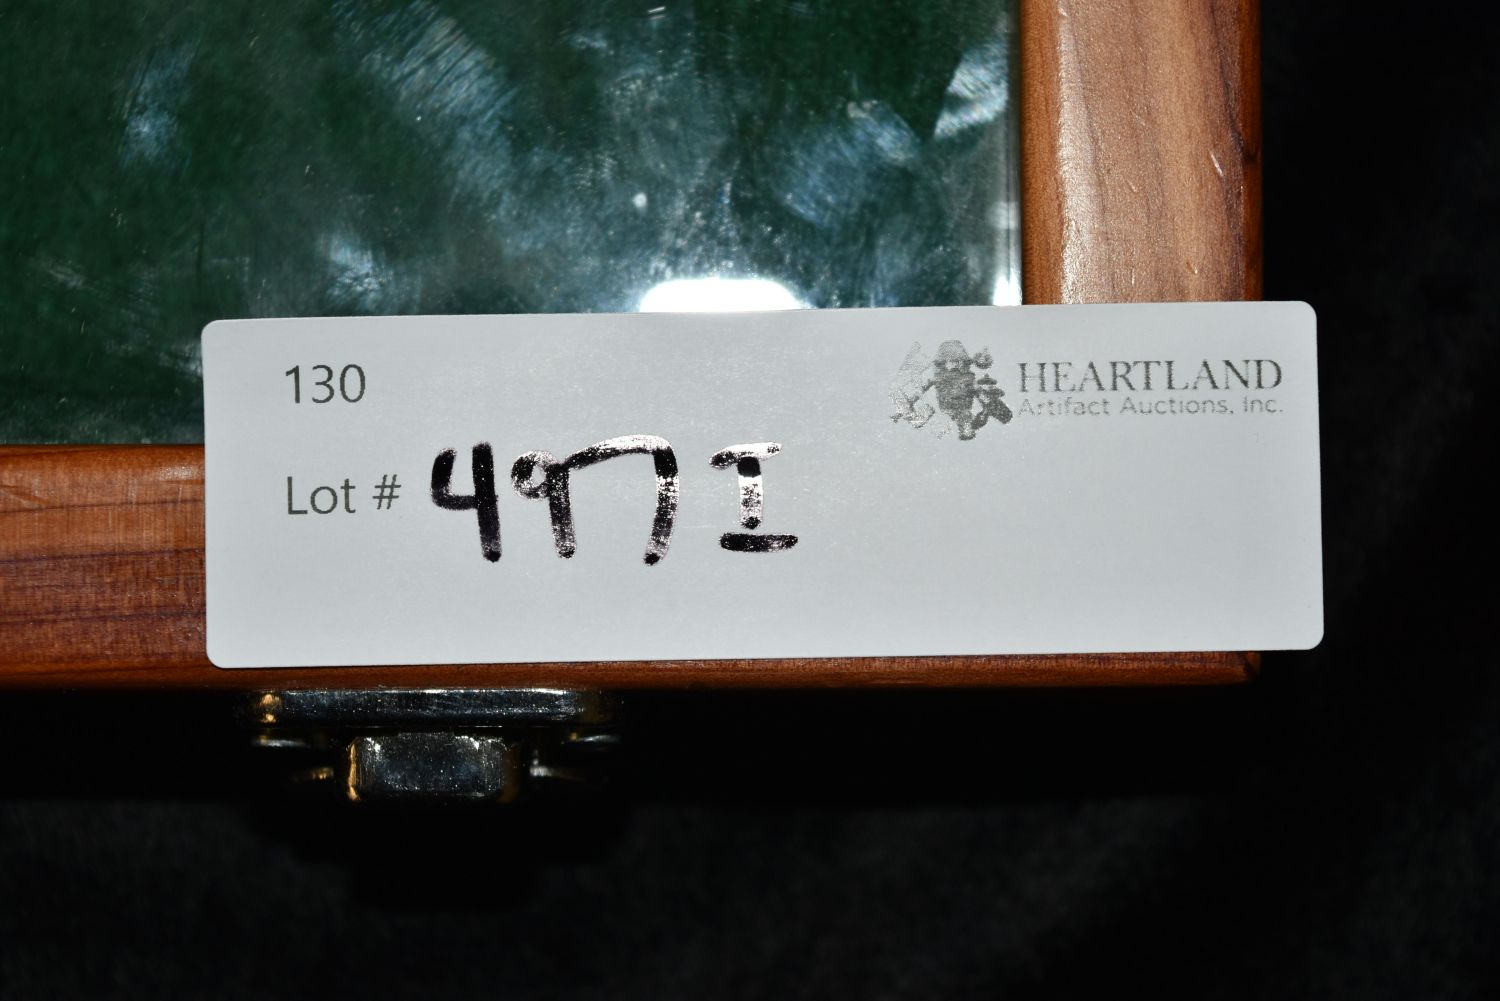 130
HEARTLAND
Artifact Auctions, Inc.
Lot # 497 I